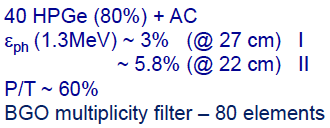 40 HPGe (80%) + AC
εph (1.3MeV) ~ 3% (@ 27 cm) I
~ 5.8% (@ 22 cm) II
P/T ~ 60%
BGO multiplicity filter – 80 elements